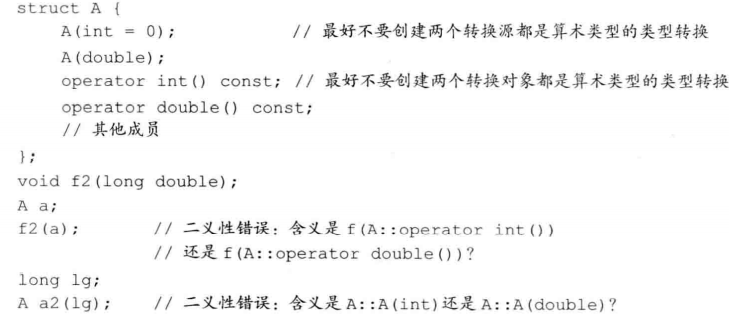 struct A {
    A(int = 0);            // 最好不要创建两个转换源都是算术类型的类型转换
    A(double);
    operator int() const; // 最好不要创建两个转换对象都是算术类型的类型转换
    operator double() const;
    // 其他成员
};
void f2(long double);
A a;
f2(a);       // 二义性错误：含义是 f(A::operator int())
             // 还是 f(A::operator double())?
long lg;
A a2(lg);    // 二义性错误：含义是 A::A(int)还是 A::A(double)?